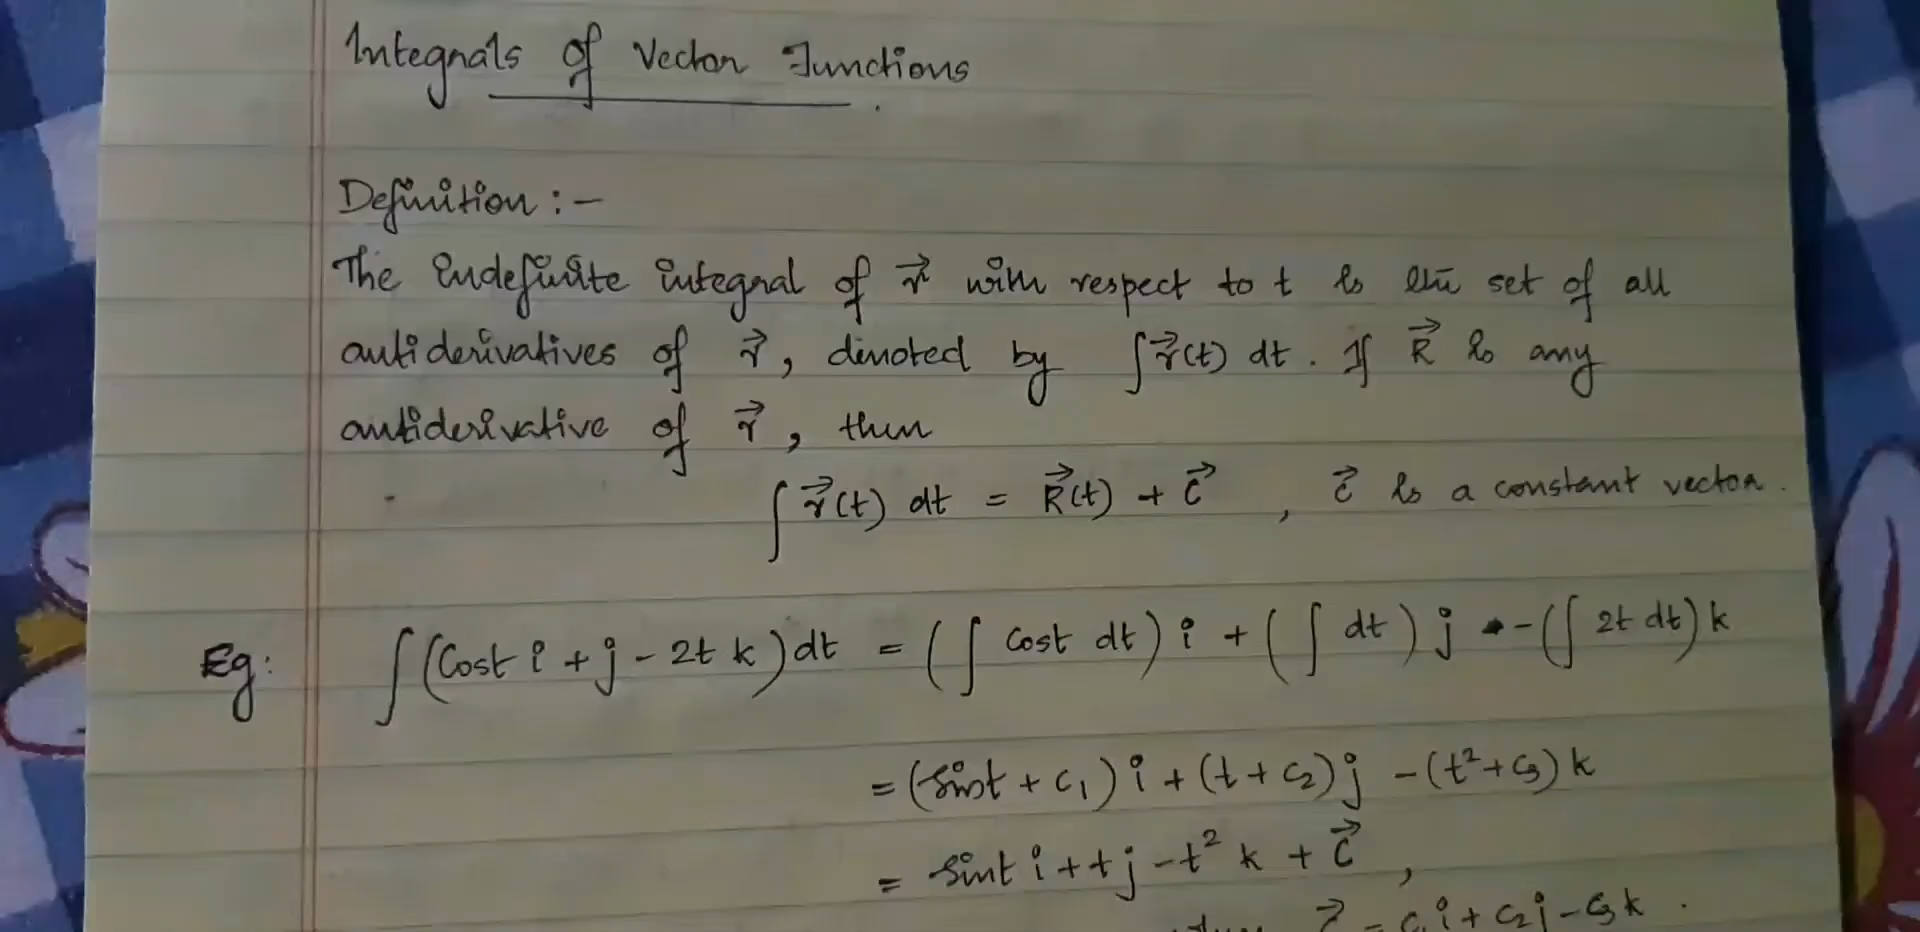 Integrals of Vector Functions
Definition :-
The indefinite integral of r⃗ with respect to t is the set of all
antiderivatives of r⃗, denoted by ∫r⃗(t) dt. If R⃗ is any
antiderivative of r⃗, then
∫ r⃗(t) dt = R⃗(t) + C⃗ , C⃗ is a constant vector.
Eg: ∫(Cost i + j - 2t k) dt = (∫ Cost dt) i + (∫ dt) j - (∫ 2t dt) k
= (Sint + C₁) i + (t + C₂) j - (t² + C₃) k
= Sint i + t j - t² k + C⃗ ,
C⃗ = C₁ i + C₂ j - C₃ k .